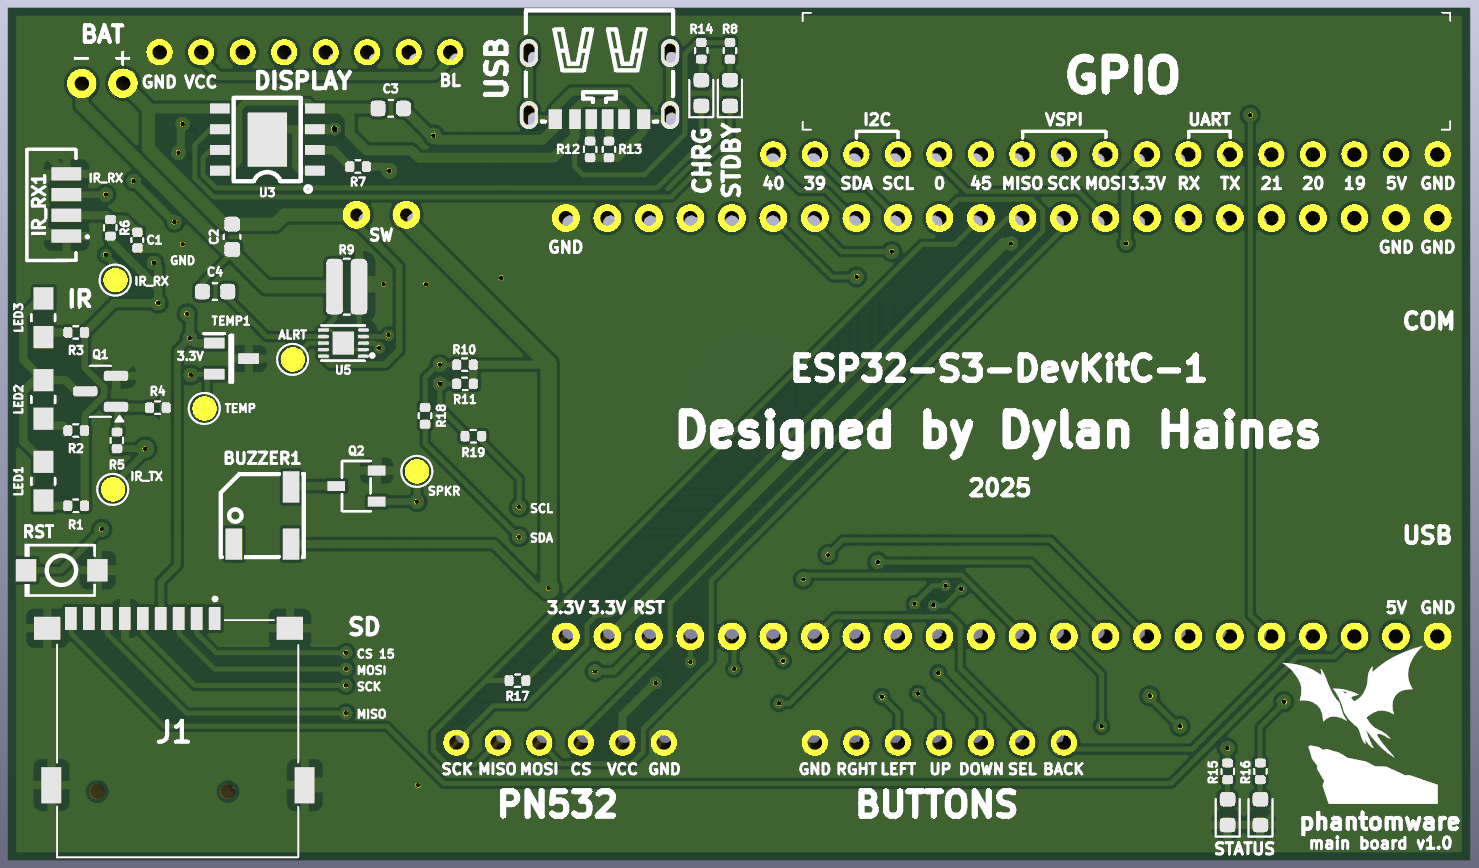 BAT
− +
GND VCC
DISPLAY
BL
USB
C3
R14 R8
R12 R13
CHRG
STDBY
GPIO
I2C VSPI UART
40 39 SDA SCL 0 45 MISO SCK MOSI 3.3V RX TX 21 20 19 5V GND
GND
GND GND
U3
R7
IR_RX1
IR_RX
R6
C1
C2
GND
SW
IR_RX
C4
R9
IR
LED3
R3
TEMP1
ALRT
3.3V
U5
Q1
COM
LED2
R4
TEMP
R10
R11
R18
R19
ESP32-S3-DevKitC-1
Designed by Dylan Haines
2025
R2
R5
IR_TX
LED1
R1
BUZZER1
Q2
SPKR
SCL
SDA
RST
USB
3.3V 3.3V RST
5V GND
SD
CS 15
MOSI
SCK
MISO
J1
R17
SCK MISO MOSI CS VCC GND
PN532
GND RGHT LEFT UP DOWN SEL BACK
BUTTONS
R15 R16
STATUS
phantomware
main board v1.0